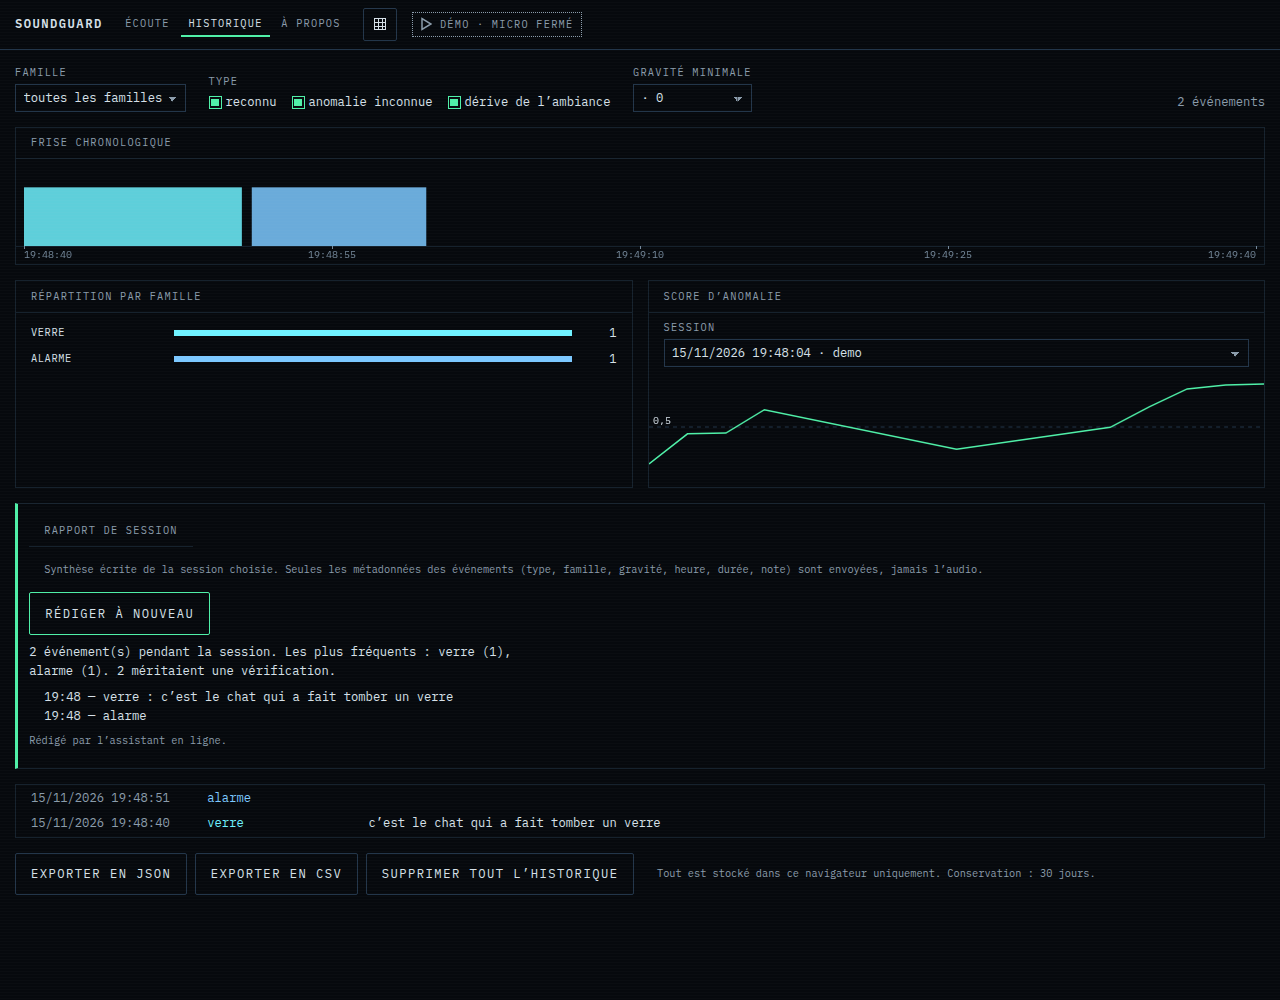 SOUNDGUARD ÉCOUTE HISTORIQUE À PROPOS DÉMO · MICRO FERMÉ
FAMILLE
toutes les familles
TYPE
reconnu anomalie inconnue dérive de l’ambiance
GRAVITÉ MINIMALE
· 0
2 événements
FRISE CHRONOLOGIQUE
19:48:40 19:48:55 19:49:10 19:49:25 19:49:40
RÉPARTITION PAR FAMILLE
VERRE 1
ALARME 1
SCORE D’ANOMALIE
SESSION
15/11/2026 19:48:04 · demo
0,5
RAPPORT DE SESSION
Synthèse écrite de la session choisie. Seules les métadonnées des événements (type, famille, gravité, heure, durée, note) sont envoyées, jamais l’audio.
RÉDIGER À NOUVEAU
2 événement(s) pendant la session. Les plus fréquents : verre (1),
alarme (1). 2 méritaient une vérification.
19:48 — verre : c’est le chat qui a fait tomber un verre
19:48 — alarme
Rédigé par l’assistant en ligne.
15/11/2026 19:48:51 alarme
15/11/2026 19:48:40 verre c’est le chat qui a fait tomber un verre
EXPORTER EN JSON EXPORTER EN CSV SUPPRIMER TOUT L’HISTORIQUE Tout est stocké dans ce navigateur uniquement. Conservation : 30 jours.